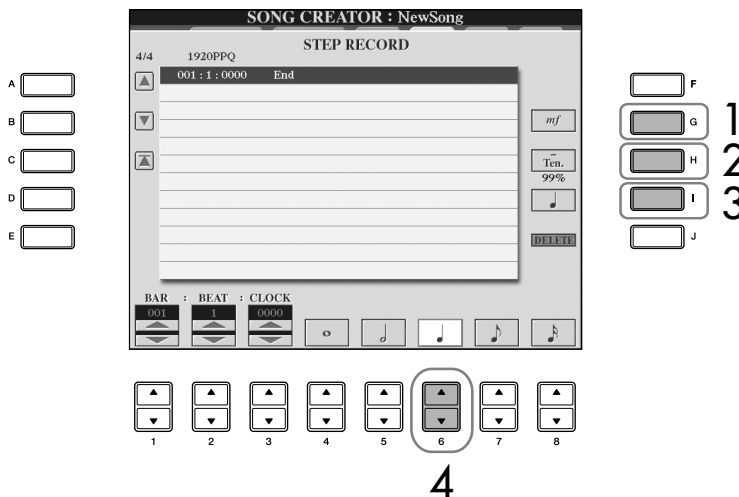 SONG CREATOR : NewSong
STEP RECORD
4/4 1920PPQ
001 : 1 : 0000 End
A
B
C
D
E
mf
Ten.
99%
DELETE
F
G
H
I
J
1
2
3
BAR : BEAT : CLOCK
001 1 0000
1 2 3 4 5 6 7 8
4